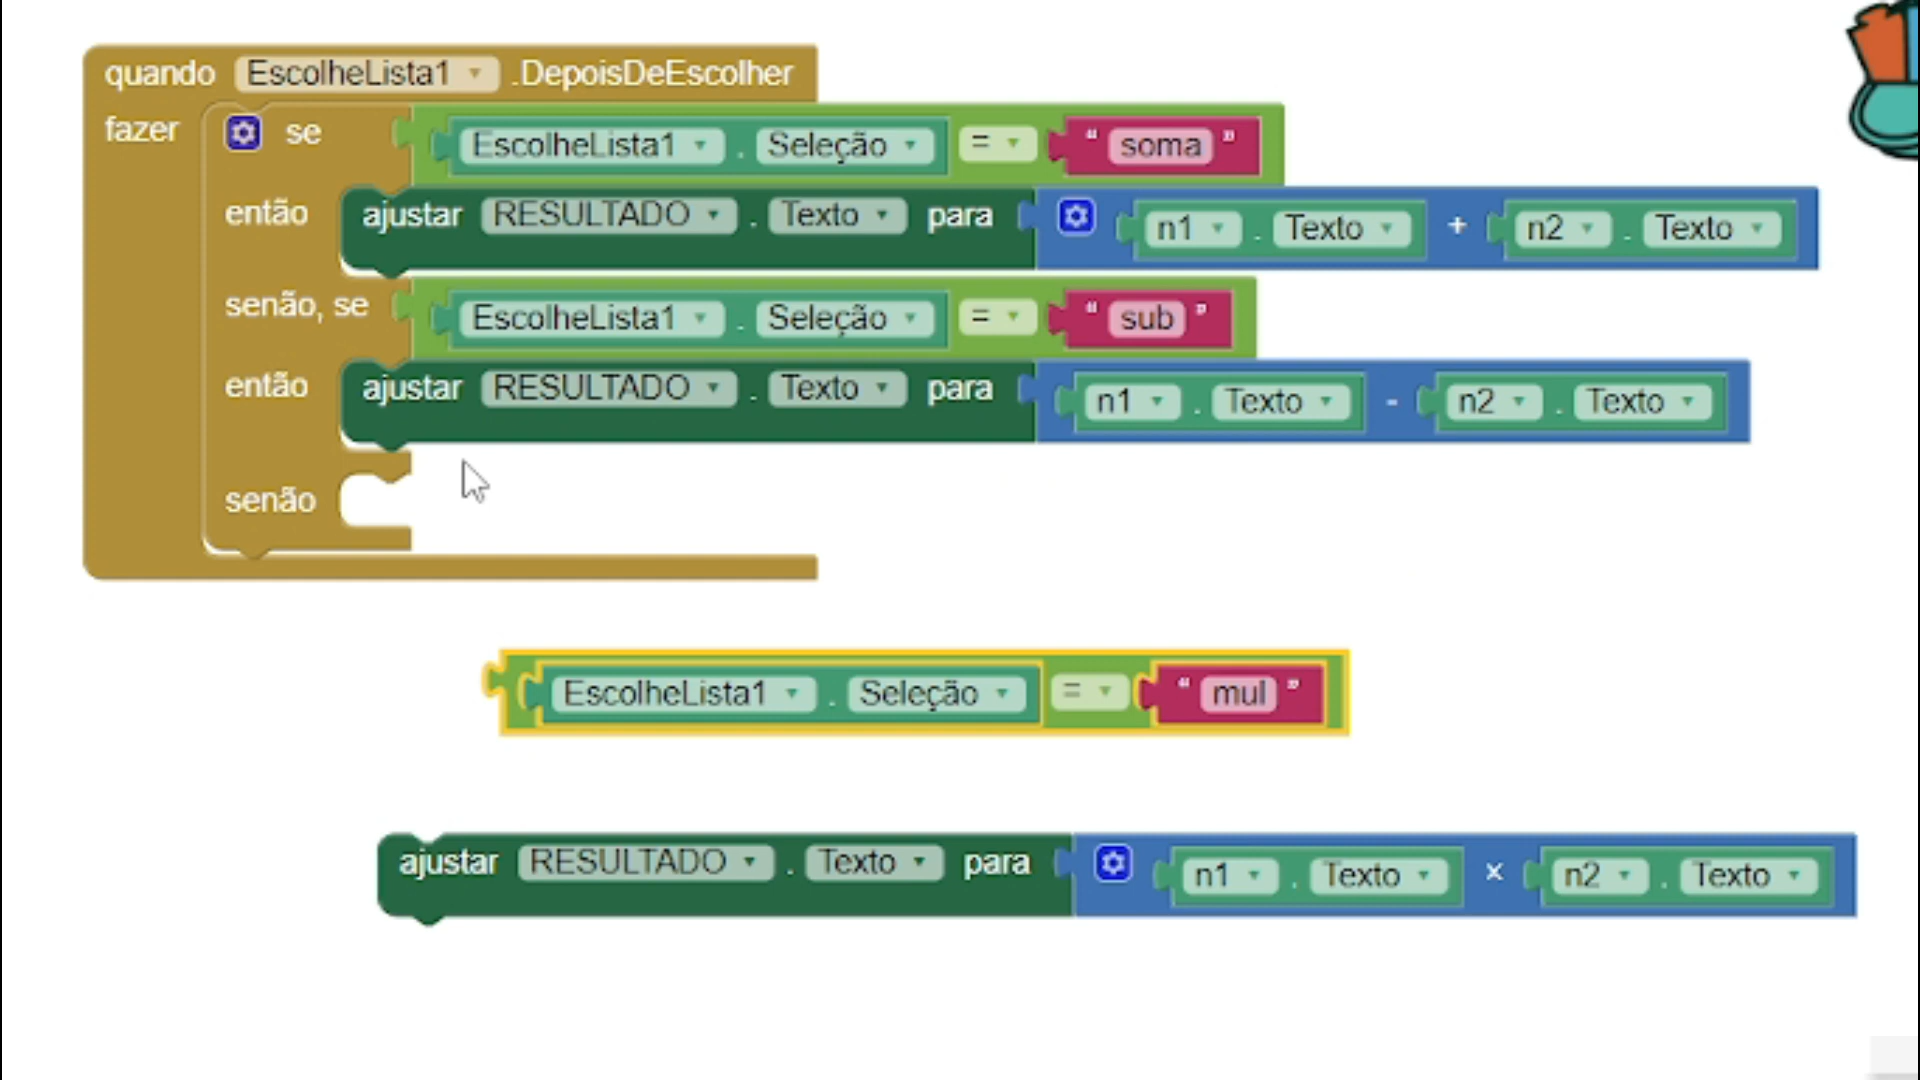 quando EscolheLista1 .DepoisDeEscolher
fazer se EscolheLista1 . Seleção = “ soma ”
então ajustar RESULTADO . Texto para n1 . Texto + n2 . Texto
senão, se EscolheLista1 . Seleção = “ sub ”
então ajustar RESULTADO . Texto para n1 . Texto - n2 . Texto
senão
EscolheLista1 . Seleção = “ mul ”
ajustar RESULTADO . Texto para n1 . Texto × n2 . Texto